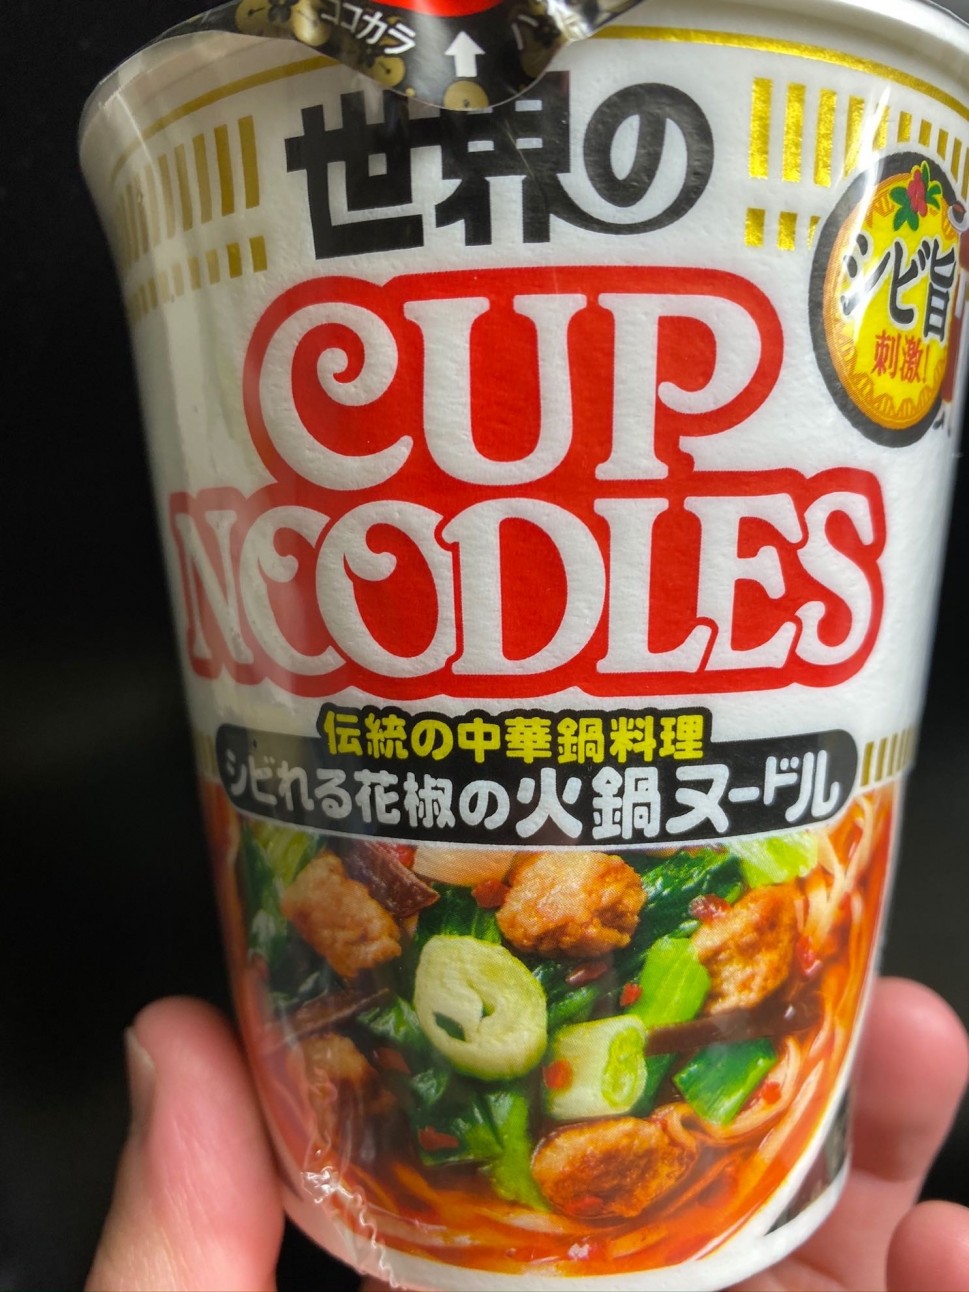 ココカラ
世界の
シビ旨
刺激!
CUP
NOODLES
伝統の中華鍋料理
シビれる花椒の火鍋ヌードル